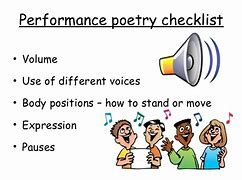 Performance poetry checklist
• Volume
• Use of different voices
• Body positions – how to stand or move
• Expression
• Pauses